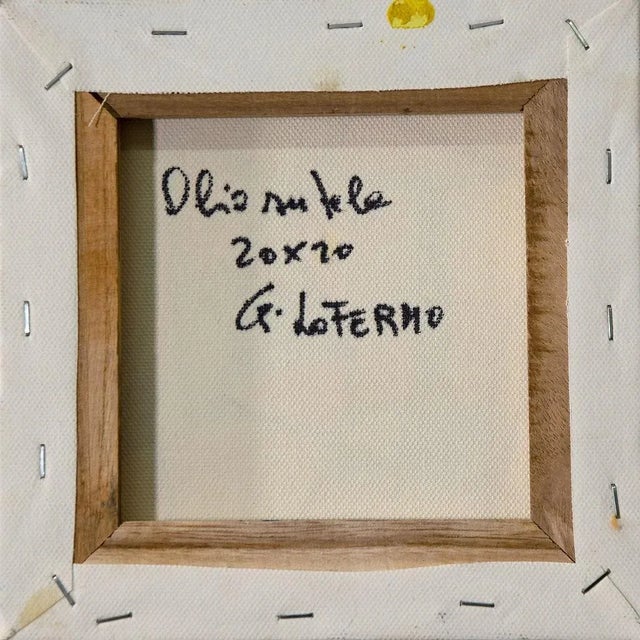 Olio su tela
20x20
G. LOFERMO